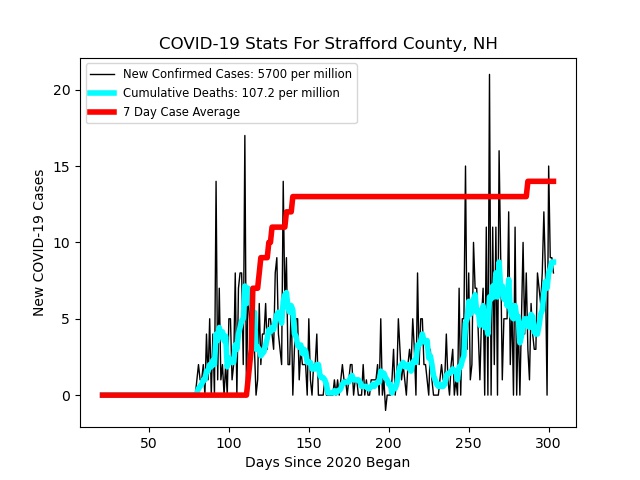 COVID-19 Stats For Strafford County, NH
New Confirmed Cases: 5700 per million
Cumulative Deaths: 107.2 per million
7 Day Case Average
20
15
10
5
0
New COVID-19 Cases
50
100
150
200
250
300
Days Since 2020 Began